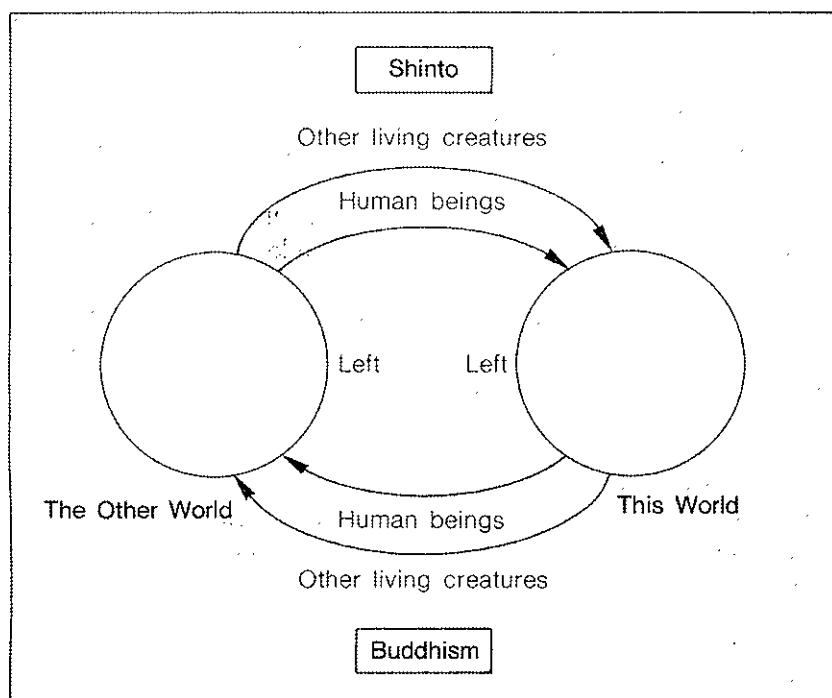 Shinto
Other living creatures
Human beings
Left Left
The Other World
This World
Human beings
Other living creatures
Buddhism